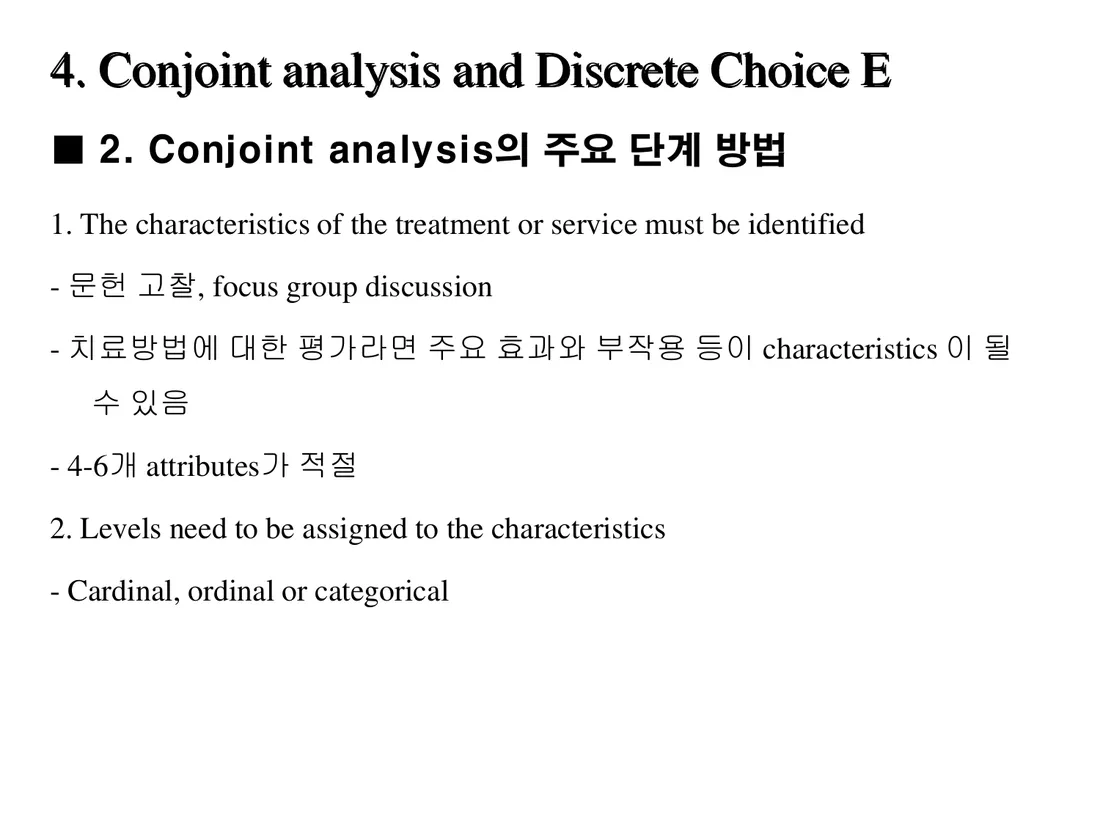 4. Conjoint analysis and Discrete Choice E
■ 2. Conjoint analysis의 주요 단계 방법
1. The characteristics of the treatment or service must be identified
- 문헌 고찰, focus group discussion
- 치료방법에 대한 평가라면 주요 효과와 부작용 등이 characteristics 이 될
수 있음
- 4-6개 attributes가 적절
2. Levels need to be assigned to the characteristics
- Cardinal, ordinal or categorical